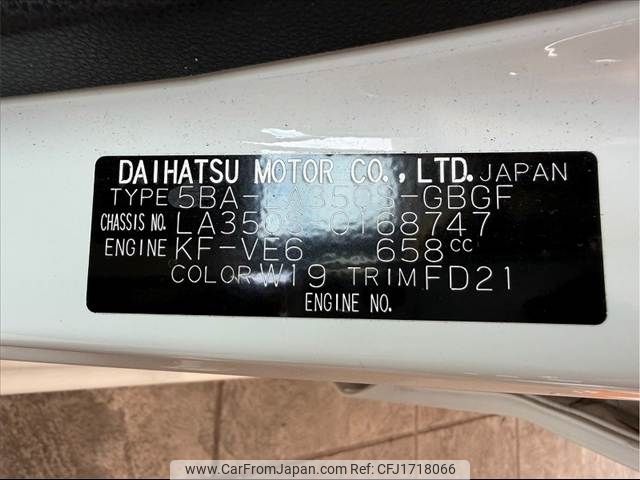 DAIHATSU MOTOR CO., LTD. JAPAN
TYPE 5BA-LA350S-GBGF
CHASSIS NO. LA350S-0168747
ENGINE KF-VE6 658cc
COLOR W19 TRIM FD21
ENGINE NO.
www.CarFromJapan.com CFJ1718066